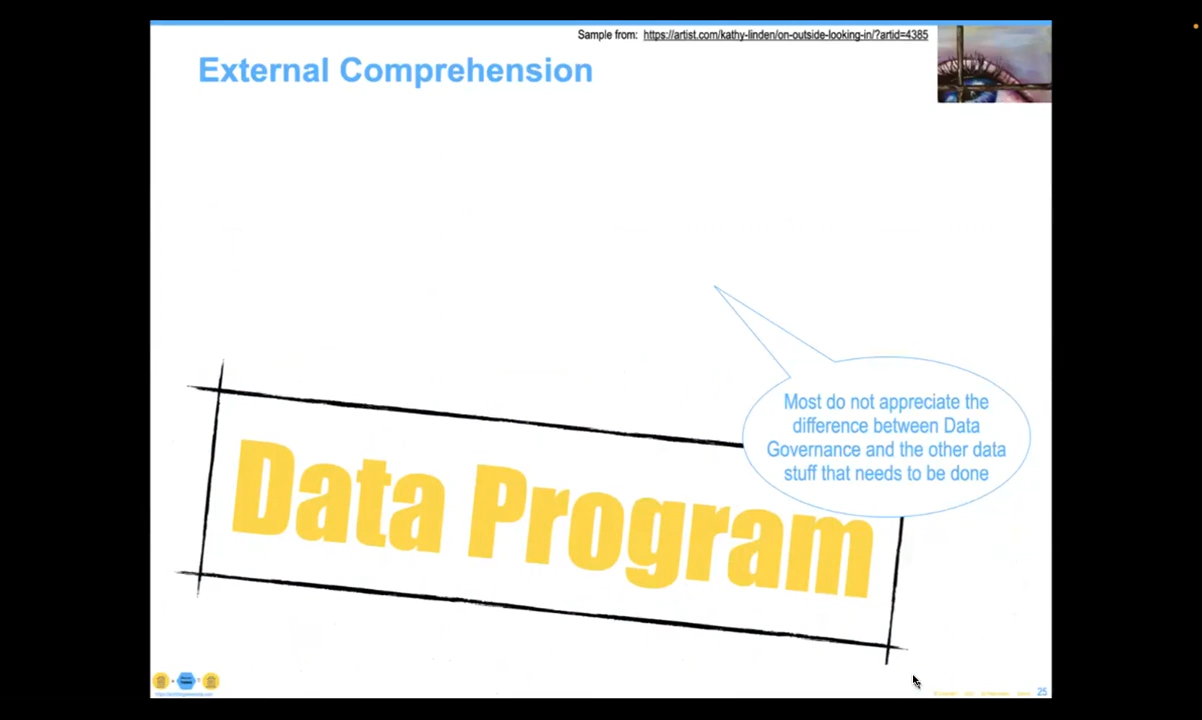 Sample from: https://artist.com/kathy-linden/on-outside-looking-in/?artid=4385
External Comprehension
Most do not appreciate the
difference between Data
Governance and the other data
stuff that needs to be done
Data Program
25